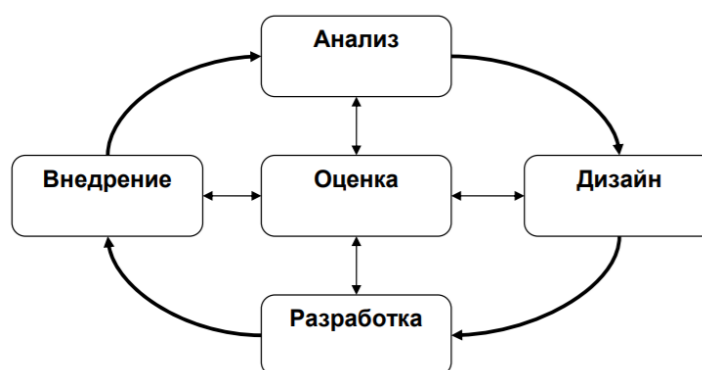 Анализ
Внедрение
Оценка
Дизайн
Разработка